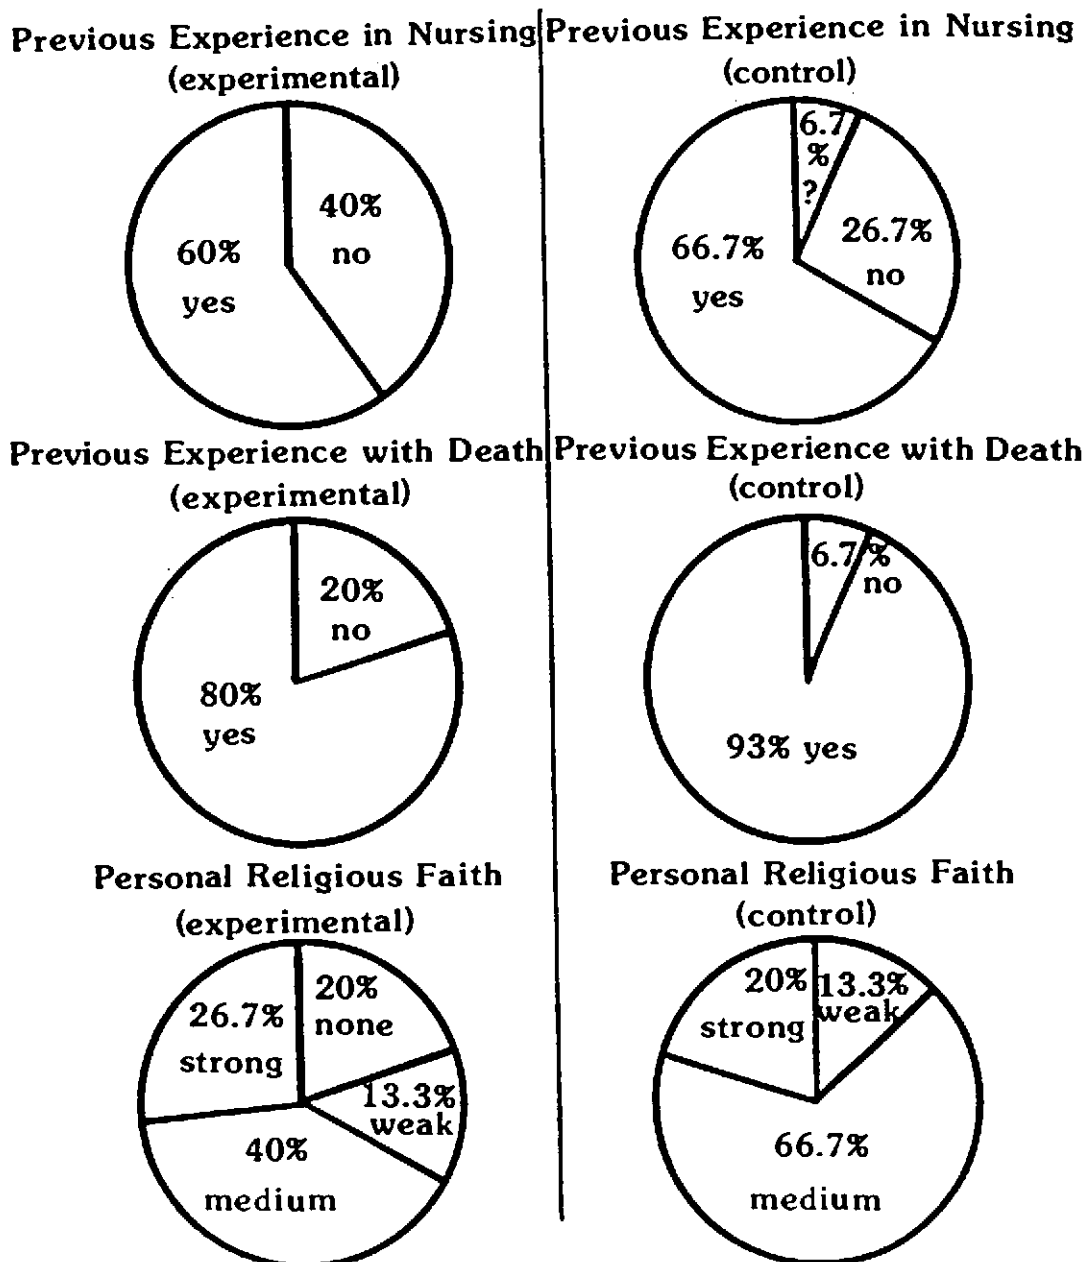 Previous Experience in Nursing
(experimental)
40%
no
60%
yes
Previous Experience in Nursing
(control)
6.7
%
?
26.7%
no
66.7%
yes
Previous Experience with Death
(experimental)
20%
no
80%
yes
Previous Experience with Death
(control)
6.7%
no
93% yes
Personal Religious Faith
(experimental)
20%
none
26.7%
strong
13.3%
weak
40%
medium
Personal Religious Faith
(control)
20%
strong
13.3%
weak
66.7%
medium